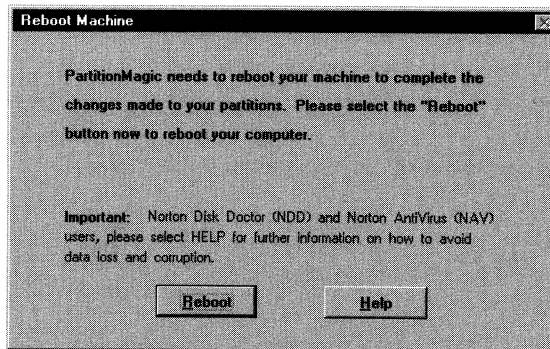 Reboot Machine
PartitionMagic needs to reboot your machine to complete the
changes made to your partitions. Please select the "Reboot"
button now to reboot your computer.
Important: Norton Disk Doctor (NDD) and Norton AntiVirus (NAV)
users, please select HELP for further information on how to avoid
data loss and corruption.
Reboot
Help